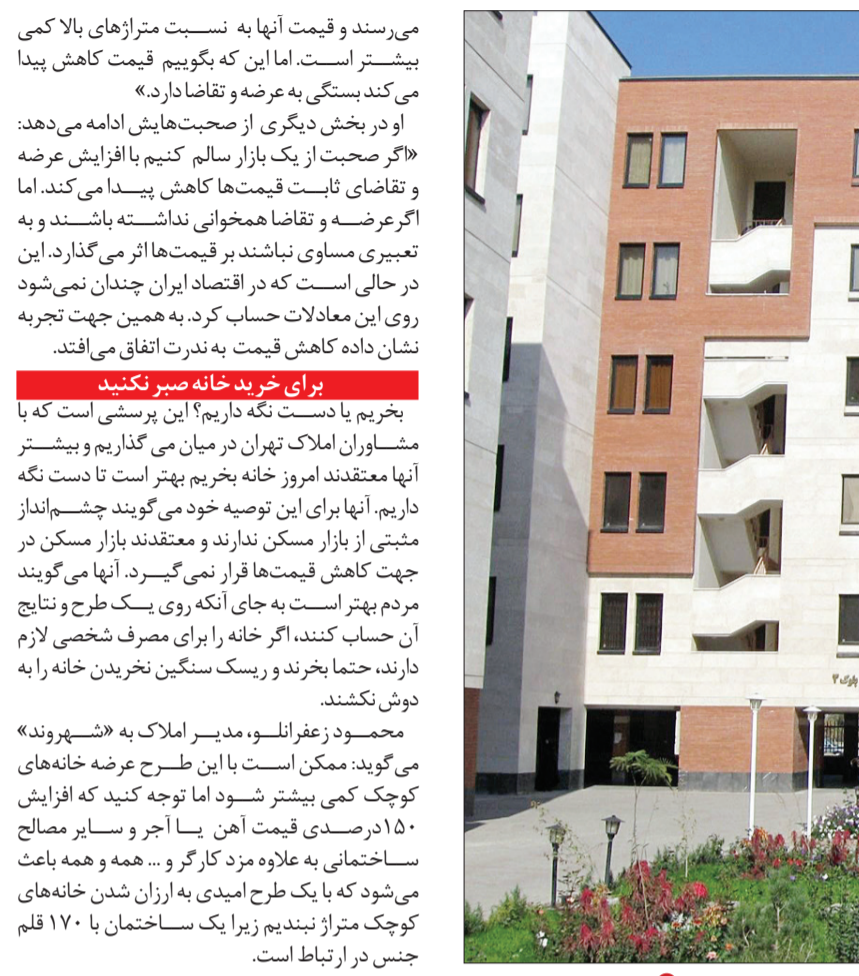 می‌رسند و قیمت آنها به نسبت متراژهای بالا کمی
بیشتر است. اما این که بگوییم قیمت کاهش پیدا
می‌کند بستگی به عرضه و تقاضا دارد.»
او در بخش دیگری از صحبت‌هایش ادامه می‌دهد:
«اگر صحبت از یک بازار سالم کنیم با افزایش عرضه
و تقاضای ثابت قیمت‌ها کاهش پیدا می‌کند. اما
اگر عرضه و تقاضا همخوانی نداشته باشند و به
تعبیری مساوی نباشند بر قیمت‌ها اثر می‌گذارد. این
در حالی است که در اقتصاد ایران چندان نمی‌شود
روی این معادلات حساب کرد. به همین جهت تجربه
نشان داده کاهش قیمت به ندرت اتفاق می‌افتد.
برای خرید خانه صبر نکنید
بخریم یا دست نگه داریم؟ این پرسشی است که با
مشاوران املاک تهران در میان می گذاریم و بیشتر
آنها معتقدند امروز خانه بخریم بهتر است تا دست نگه
داریم. آنها برای این توصیه خود می‌گویند چشم‌انداز
مثبتی از بازار مسکن ندارند و معتقدند بازار مسکن در
جهت کاهش قیمت‌ها قرار نمی‌گیرد. آنها می‌گویند
مردم بهتر است به جای آنکه روی یک طرح و نتایج
آن حساب کنند، اگر خانه را برای مصرف شخصی لازم
دارند، حتما بخرند و ریسک سنگین نخریدن خانه را به
دوش نکشند.
محمود زعفرانلو، مدیر املاک به «شهروند»
می‌گوید: ممکن است با این طرح عرضه خانه‌های
کوچک کمی بیشتر شود اما توجه کنید که افزایش
۱۵۰درصدی قیمت آهن یا آجر و سایر مصالح
ساختمانی به علاوه مزد کارگر و ... همه و همه باعث
می‌شود که با یک طرح امیدی به ارزان شدن خانه‌های
کوچک متراژ نبندیم زیرا یک ساختمان با ۱۷۰ قلم
جنس در ارتباط است.
بلوک ۳